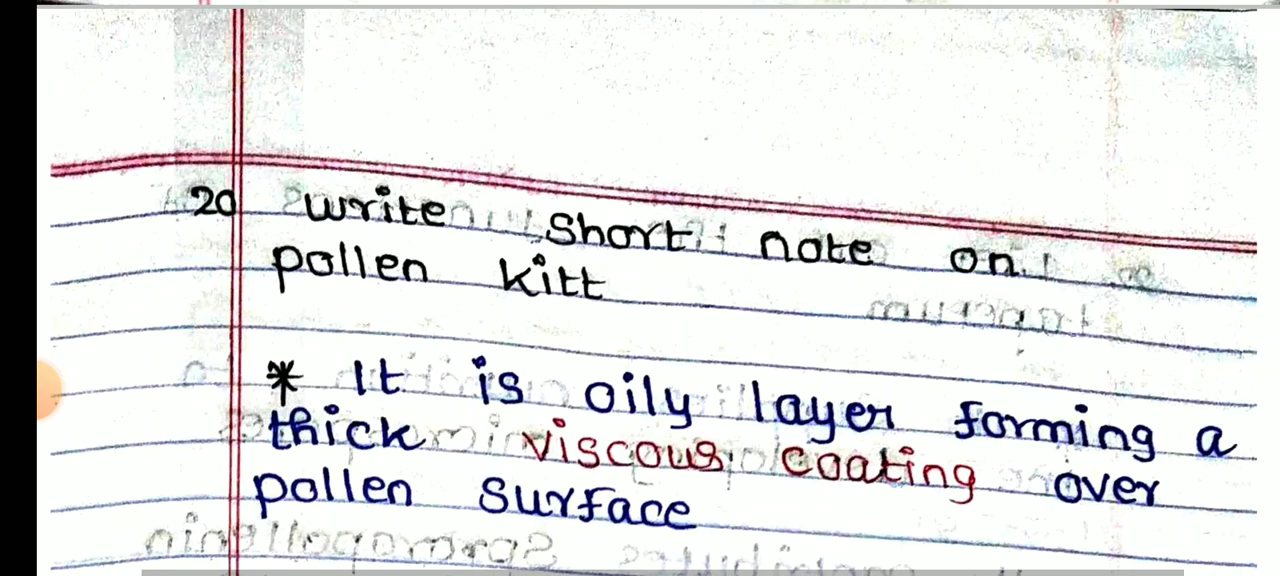 20 write short note on
pollen kitt
* It is oily layer forming a
thick viscous coating over
pollen surface